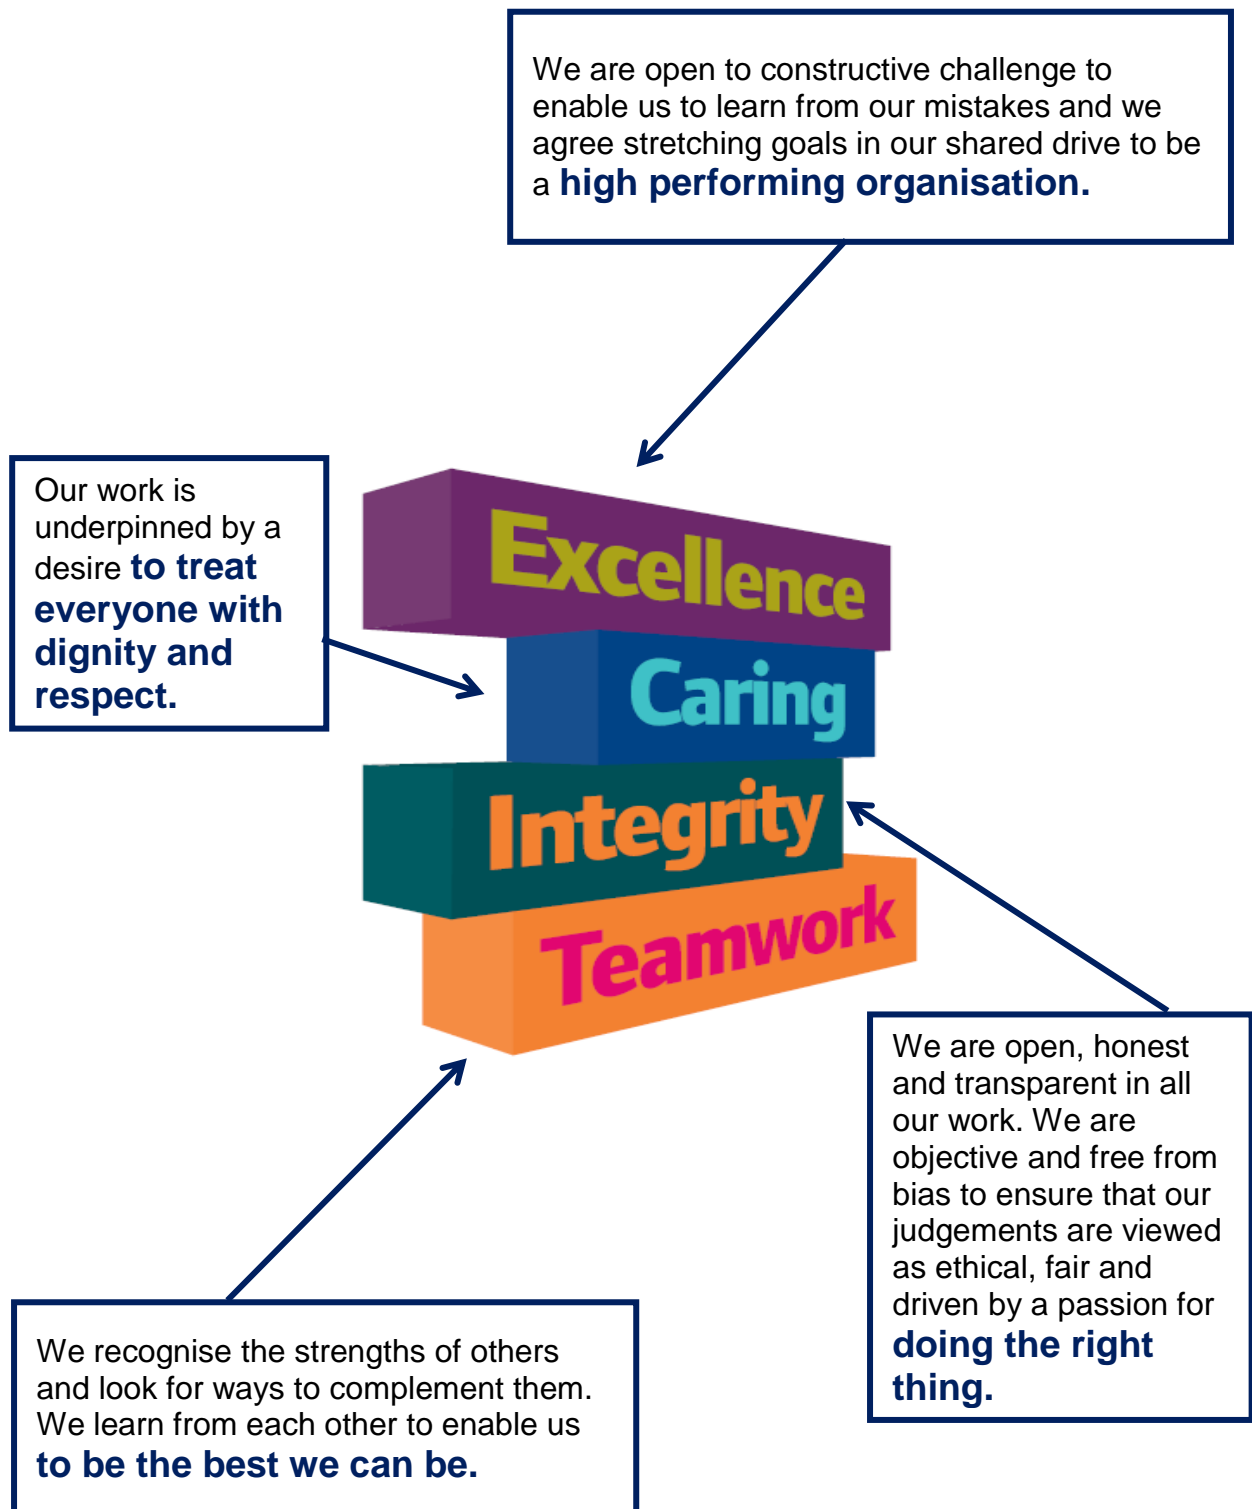 We are open to constructive challenge to
enable us to learn from our mistakes and we
agree stretching goals in our shared drive to be
a high performing organisation.
Our work is
underpinned by a
desire to treat
everyone with
dignity and
respect.
Excellence
Caring
Integrity
Teamwork
We are open, honest
and transparent in all
our work. We are
objective and free from
bias to ensure that our
judgements are viewed
as ethical, fair and
driven by a passion for
doing the right
thing.
We recognise the strengths of others
and look for ways to complement them.
We learn from each other to enable us
to be the best we can be.